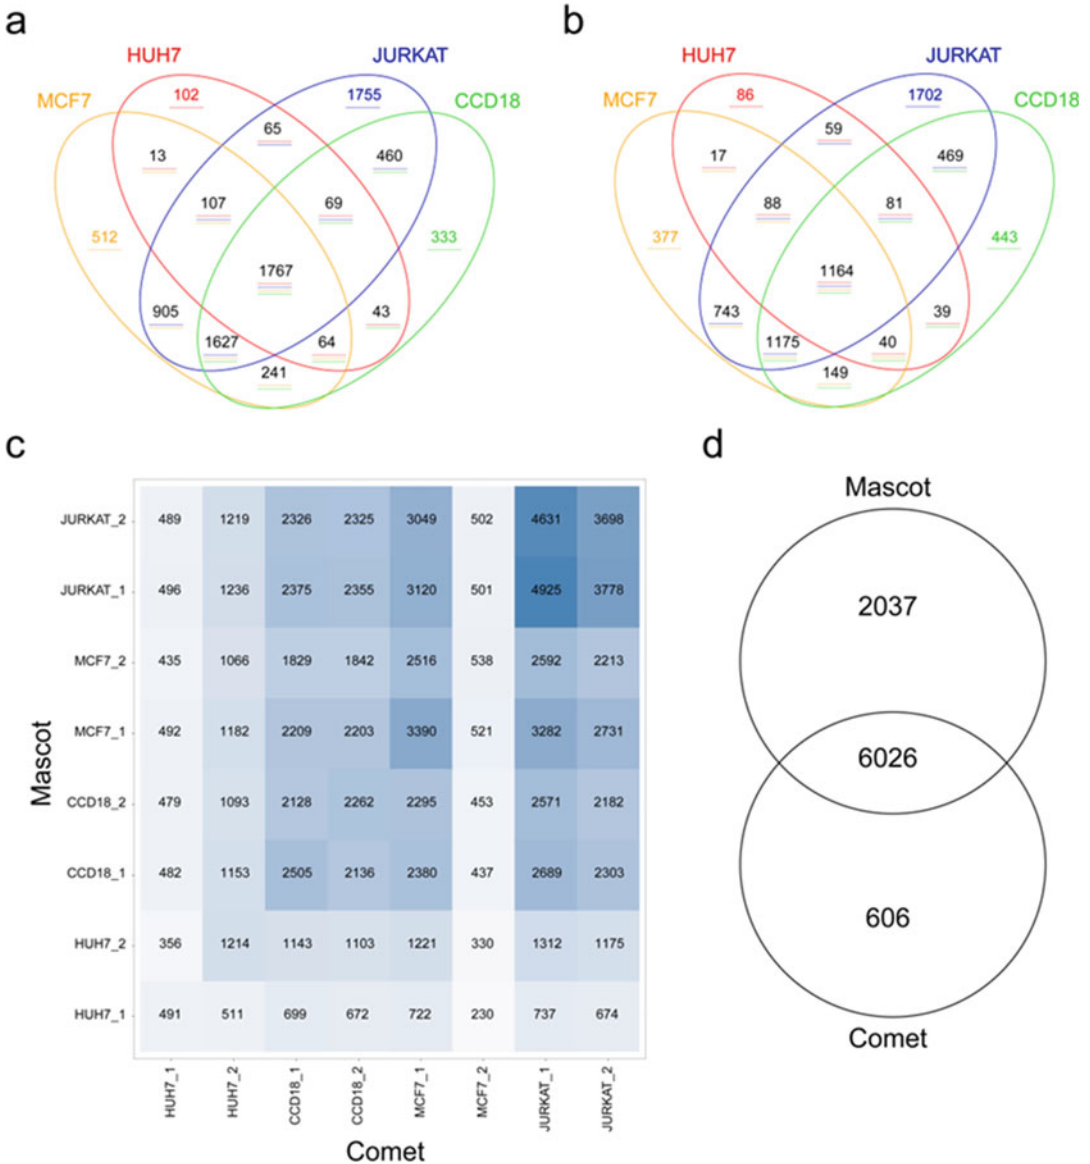 a
b
HUH7
JURKAT
MCF7
CCD18
102
1755
65
13
460
107
69
512
333
1767
905
43
1627
64
241
HUH7
JURKAT
MCF7
CCD18
86
1702
59
17
469
88
81
377
443
1164
743
39
1175
40
149
c
d
JURKAT_2 489 1219 2326 2325 3049 502 4631 3698
JURKAT_1 496 1236 2375 2355 3120 501 4925 3778
MCF7_2 435 1066 1829 1842 2516 538 2592 2213
MCF7_1 492 1182 2209 2203 3390 521 3282 2731
CCD18_2 479 1093 2128 2262 2295 453 2571 2182
CCD18_1 482 1153 2505 2136 2380 437 2689 2303
HUH7_2 356 1214 1143 1103 1221 330 1312 1175
HUH7_1 491 511 699 672 722 230 737 674
Mascot
HUH7_1 HUH7_2 CCD18_1 CCD18_2 MCF7_1 MCF7_2 JURKAT_1 JURKAT_2
Comet
Mascot
2037
6026
606
Comet